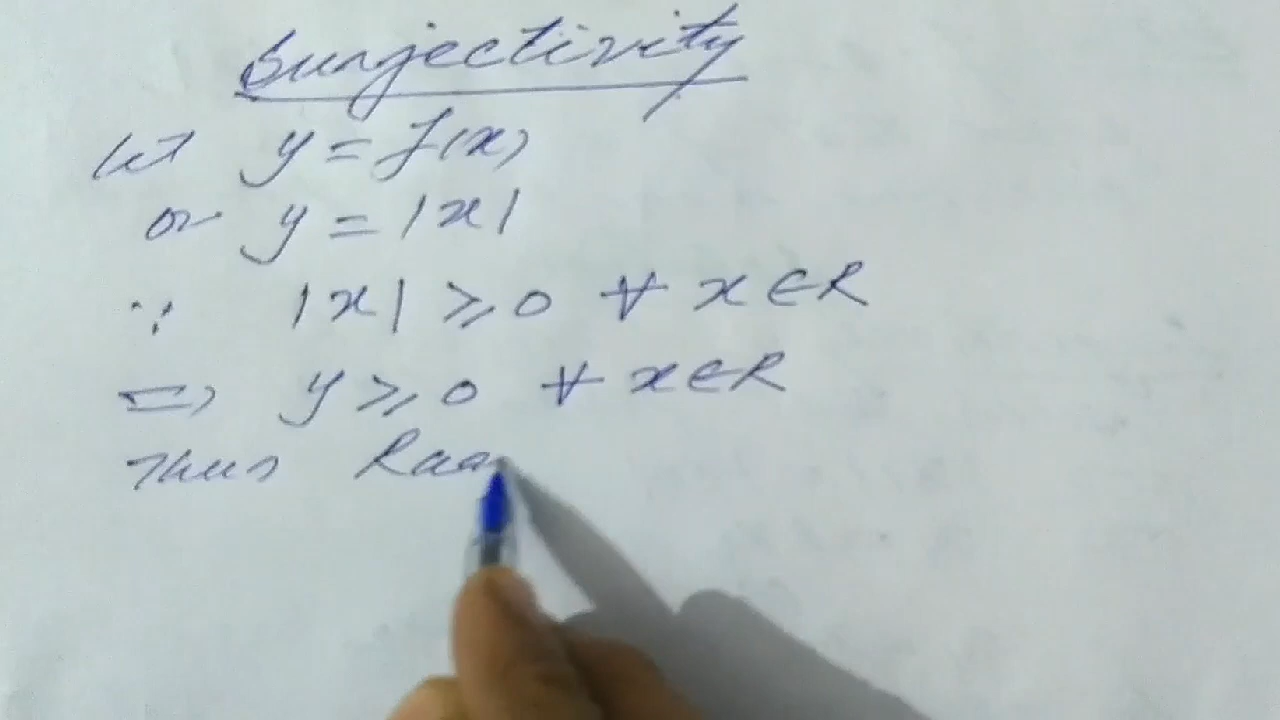 Surjectivity
Let y = f(x)
or y = |x|
∵ |x| ≥ 0 ∀ x ∈ R
⇒ y ≥ 0 ∀ x ∈ R
Thus